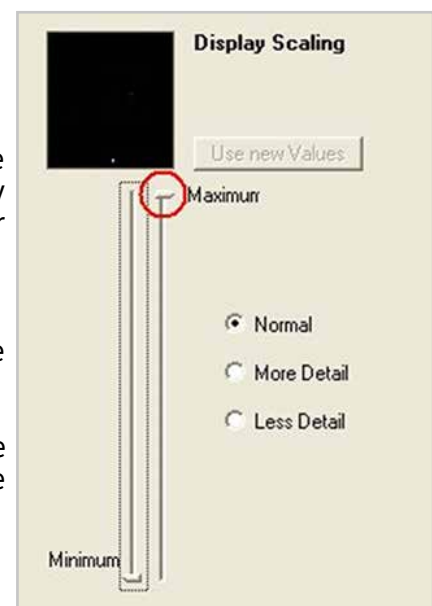 Display Scaling
Use new Values
Maximum
Normal
More Detail
Less Detail
Minimum